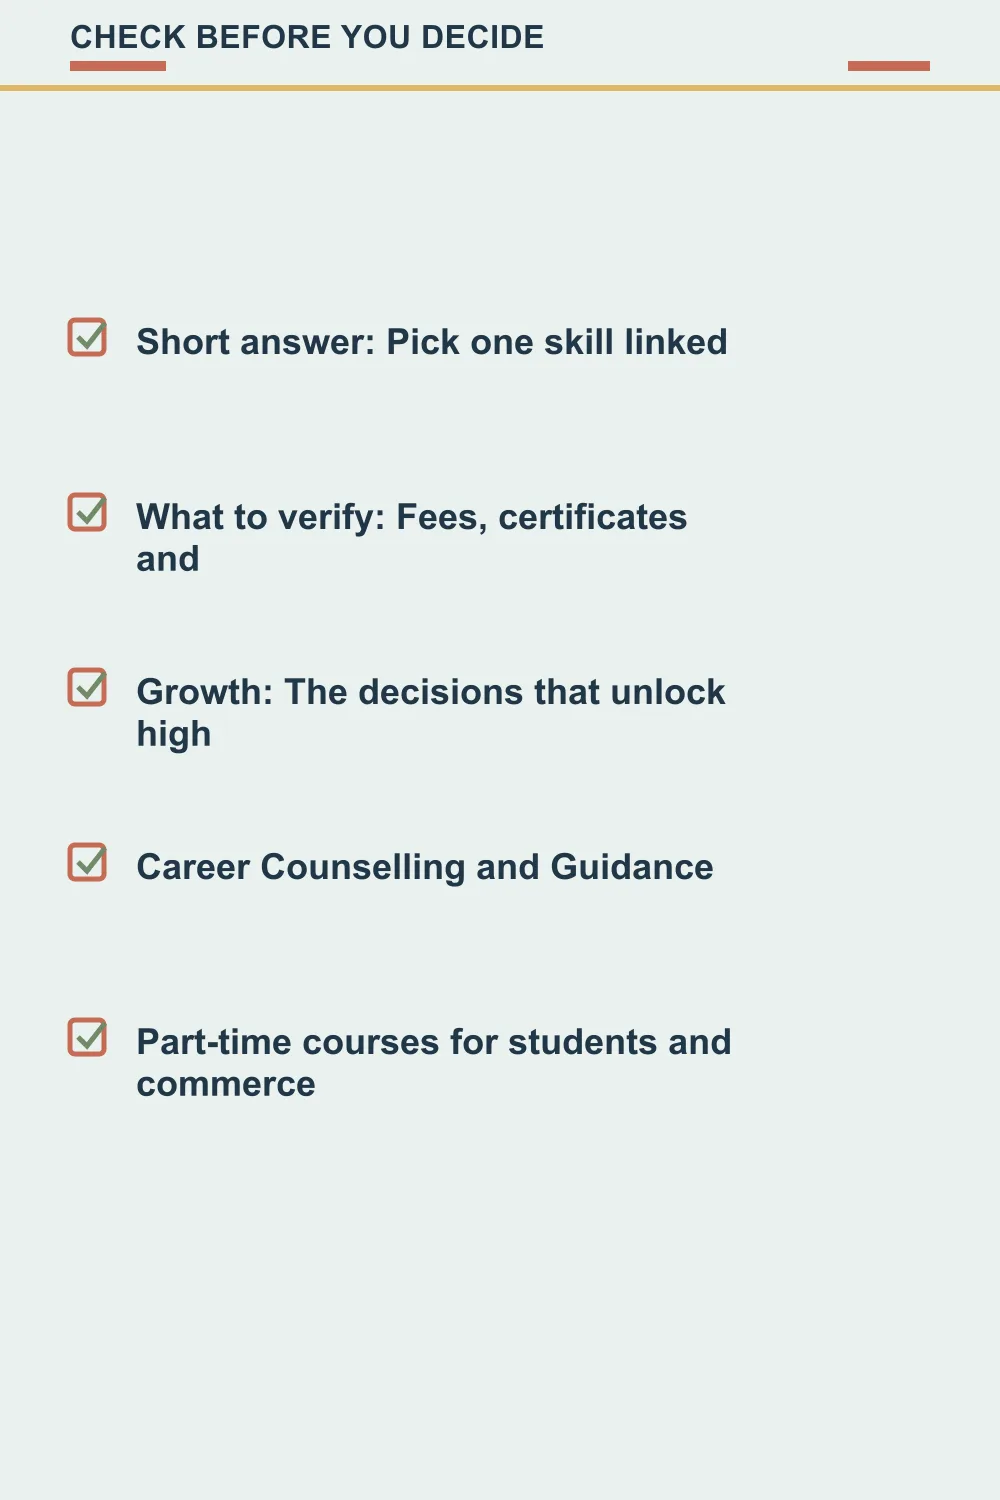 CHECK BEFORE YOU DECIDE
Short answer: Pick one skill linked
What to verify: Fees, certificates
and
Growth: The decisions that unlock
high
Career Counselling and Guidance
Part-time courses for students and
commerce